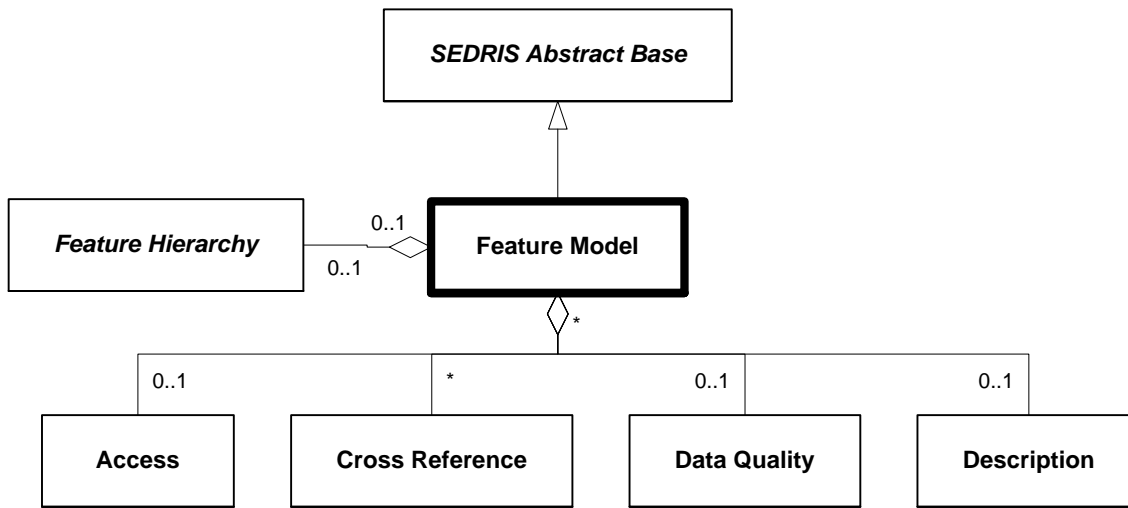 SEDRIS Abstract Base
0..1
Feature Hierarchy
Feature Model
0..1
*
0..1
*
0..1
0..1
Access
Cross Reference
Data Quality
Description